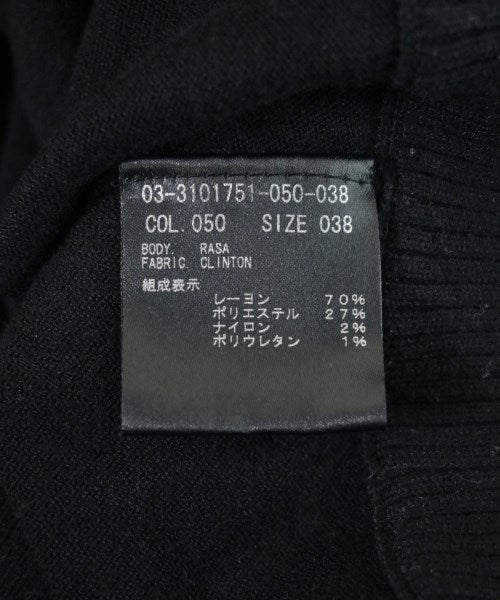 03-3101751-050-038
COL.050 SIZE 038
BODY. RASA
FABRIC. CLINTON
組成表示
レーヨン 70%
ポリエステル 27%
ナイロン 2%
ポリウレタン 1%